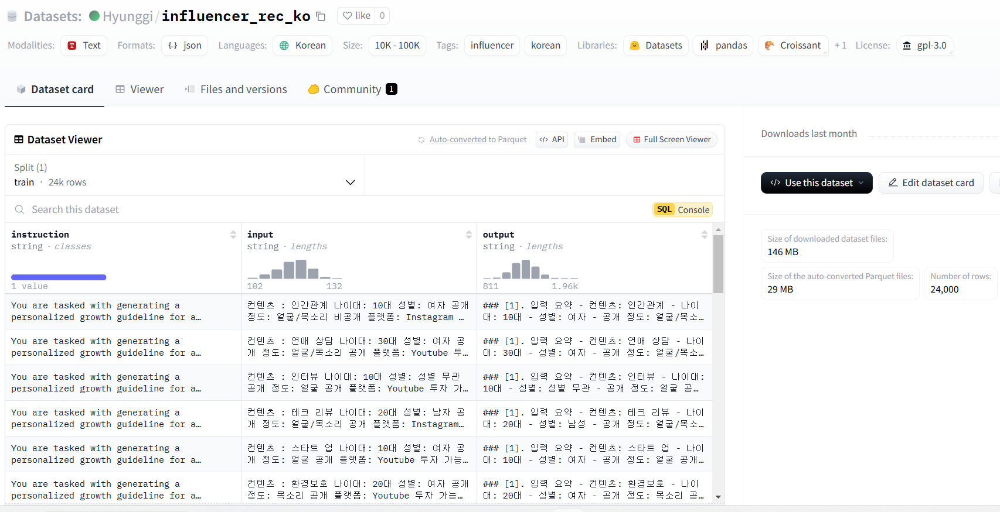 Datasets: Hyunggi/influencer_rec_ko like 0
Modalities: Text Formats: json Languages: Korean Size: 10K - 100K Tags: influencer korean Libraries: Datasets pandas Croissant + 1 License: gpl-3.0
Dataset card Viewer Files and versions Community 1
Dataset Viewer Auto-converted to Parquet </> API Embed Full Screen Viewer
Split (1)
train · 24k rows
Search this dataset SQL Console
instruction input output
string · classes string · lengths string · lengths
1 value 102 132 811 1.96k
You are tasked with generating a
personalized growth guideline for a…
컨텐츠 : 인간관계 나이대: 10대 성별: 여자 공개
정도: 얼굴/목소리 비공개 플랫폼: Instagram …
### [1]. 입력 요약 - 컨텐츠: 인간관계 - 나이
대: 10대 - 성별: 여자 - 공개 정도: 얼굴/목소…
You are tasked with generating a
personalized growth guideline for a…
컨텐츠 : 연애 상담 나이대: 30대 성별: 여자 공
개 정도: 얼굴/목소리 공개 플랫폼: Youtube 투…
### [1]. 입력 요약 - 컨텐츠: 연애 상담 - 나이
대: 30대 - 성별: 여자 - 공개 정도: 얼굴/목소…
You are tasked with generating a
personalized growth guideline for a…
컨텐츠 : 인터뷰 나이대: 10대 성별: 성별 무관
공개 정도: 얼굴 공개 플랫폼: Youtube 투자 가…
### [1]. 입력 요약 - 컨텐츠: 인터뷰 - 나이대:
10대 - 성별: 성별 무관 - 공개 정도: 얼굴 공…
You are tasked with generating a
personalized growth guideline for a…
컨텐츠 : 테크 리뷰 나이대: 20대 성별: 남자 공
개 정도: 얼굴/목소리 공개 플랫폼: Instagram…
### [1]. 입력 요약 - 컨텐츠: 테크 리뷰 - 나이
대: 20대 - 성별: 남성 - 공개 정도: 얼굴/목소…
You are tasked with generating a
personalized growth guideline for a…
컨텐츠 : 스타트 업 나이대: 10대 성별: 여자 공
개 정도: 얼굴 공개 플랫폼: Youtube 투자 가능…
### [1]. 입력 요약 - 컨텐츠: 스타트 업 - 나이
대: 10대 - 성별: 여자 - 공개 정도: 얼굴 공개…
You are tasked with generating a
personalized growth guideline for a…
컨텐츠 : 환경보호 나이대: 20대 성별: 여자 공개
정도: 목소리 공개 플랫폼: Youtube 투자 가능…
### [1]. 입력 요약 - 컨텐츠: 환경보호 - 나이
대: 20대 - 성별: 여자 - 공개 정도: 목소리 공…
Downloads last month
</> Use this dataset Edit dataset card
Size of downloaded dataset files:
146 MB
Size of the auto-converted Parquet files:
29 MB
Number of rows:
24,000